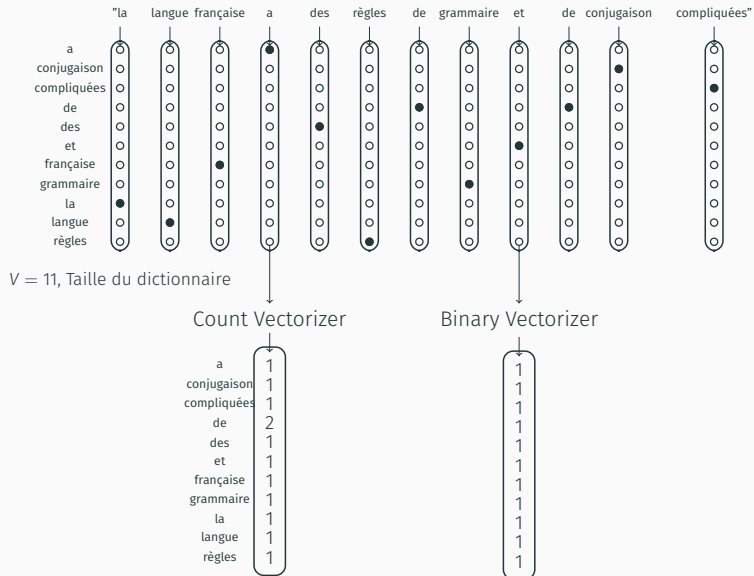 "la langue française a des règles de grammaire et de conjugaison compliquées"
a
conjugaison
compliquées
de
des
et
française
grammaire
la
langue
règles
V = 11, Taille du dictionnaire
Count Vectorizer Binary Vectorizer
a 1 1
conjugaison 1 1
compliquées 1 1
de 2 1
des 1 1
et 1 1
française 1 1
grammaire 1 1
la 1 1
langue 1 1
règles 1 1